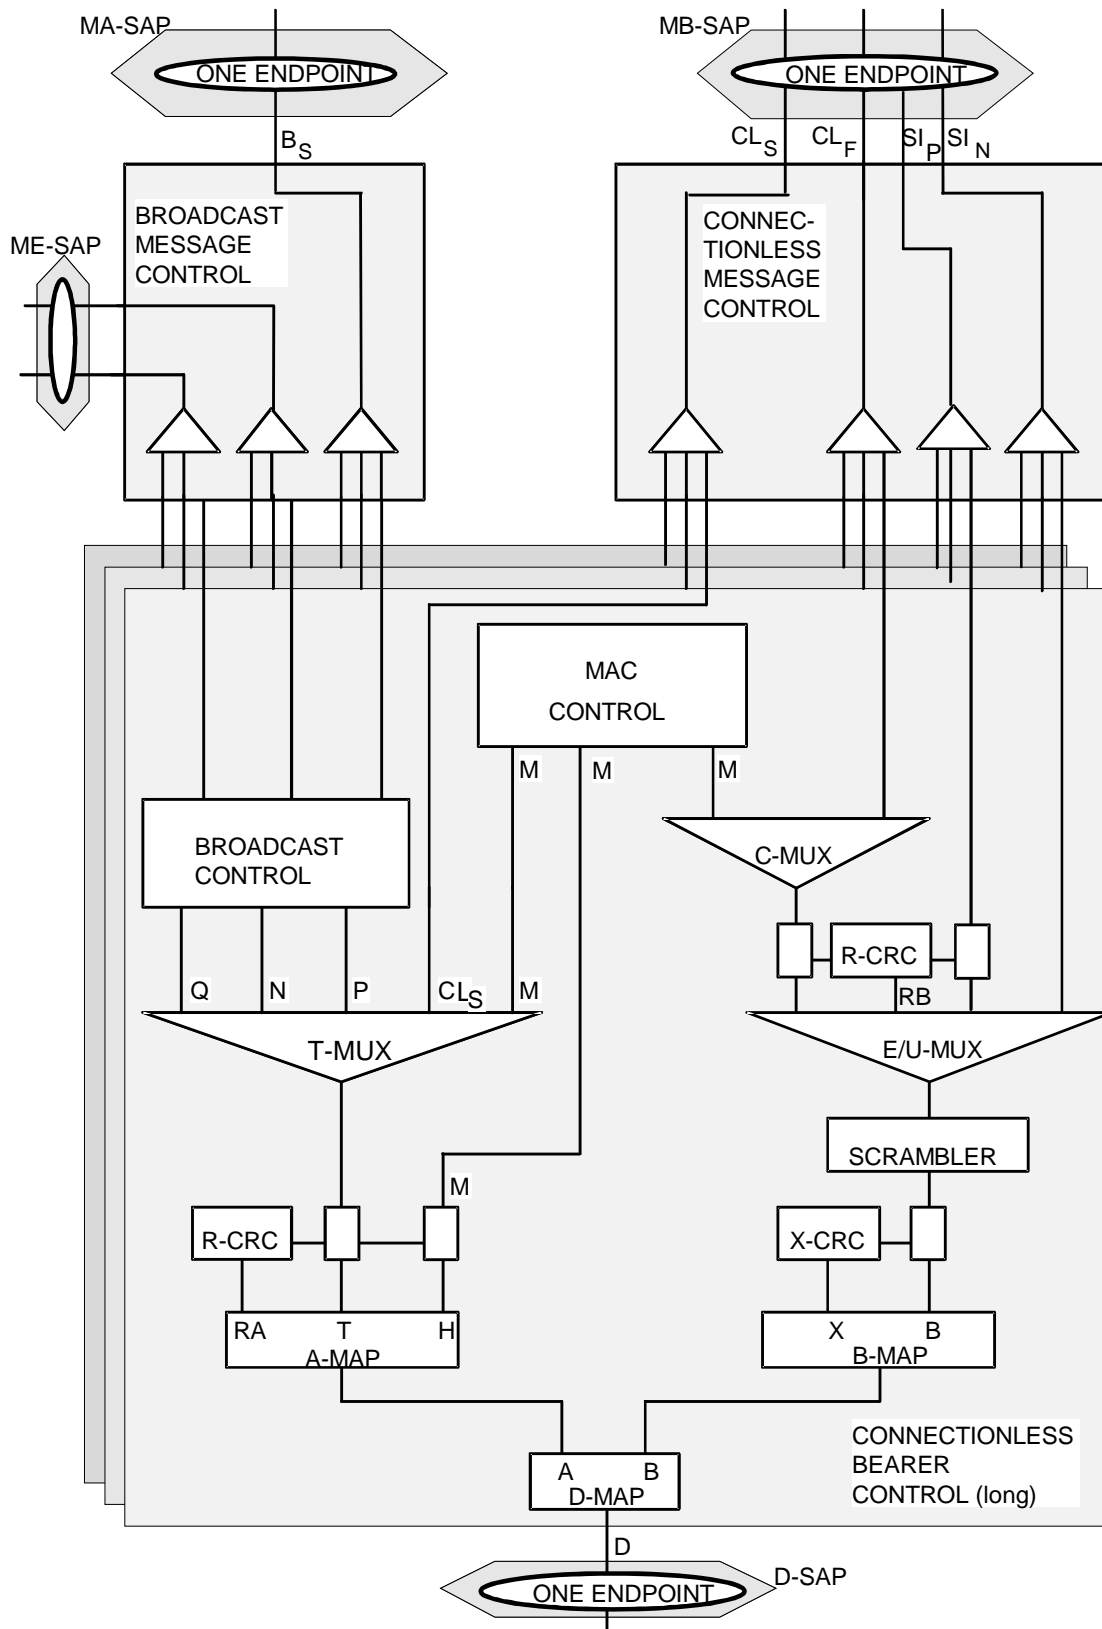 MA-SAP
MB-SAP
ONE ENDPOINT
ONE ENDPOINT
BS
CLS
CLF
SIP
SIN
BROADCAST
MESSAGE
CONTROL
CONNEC-
TIONLESS
MESSAGE
CONTROL
ME-SAP
MAC
CONTROL
M
M
M
BROADCAST
CONTROL
C-MUX
R-CRC
RB
Q
N
P
CLS
M
T-MUX
E/U-MUX
SCRAMBLER
M
R-CRC
X-CRC
RA
T
H
A-MAP
X
B
B-MAP
CONNECTIONLESS
BEARER
CONTROL (long)
A
B
D-MAP
D
D-SAP
ONE ENDPOINT